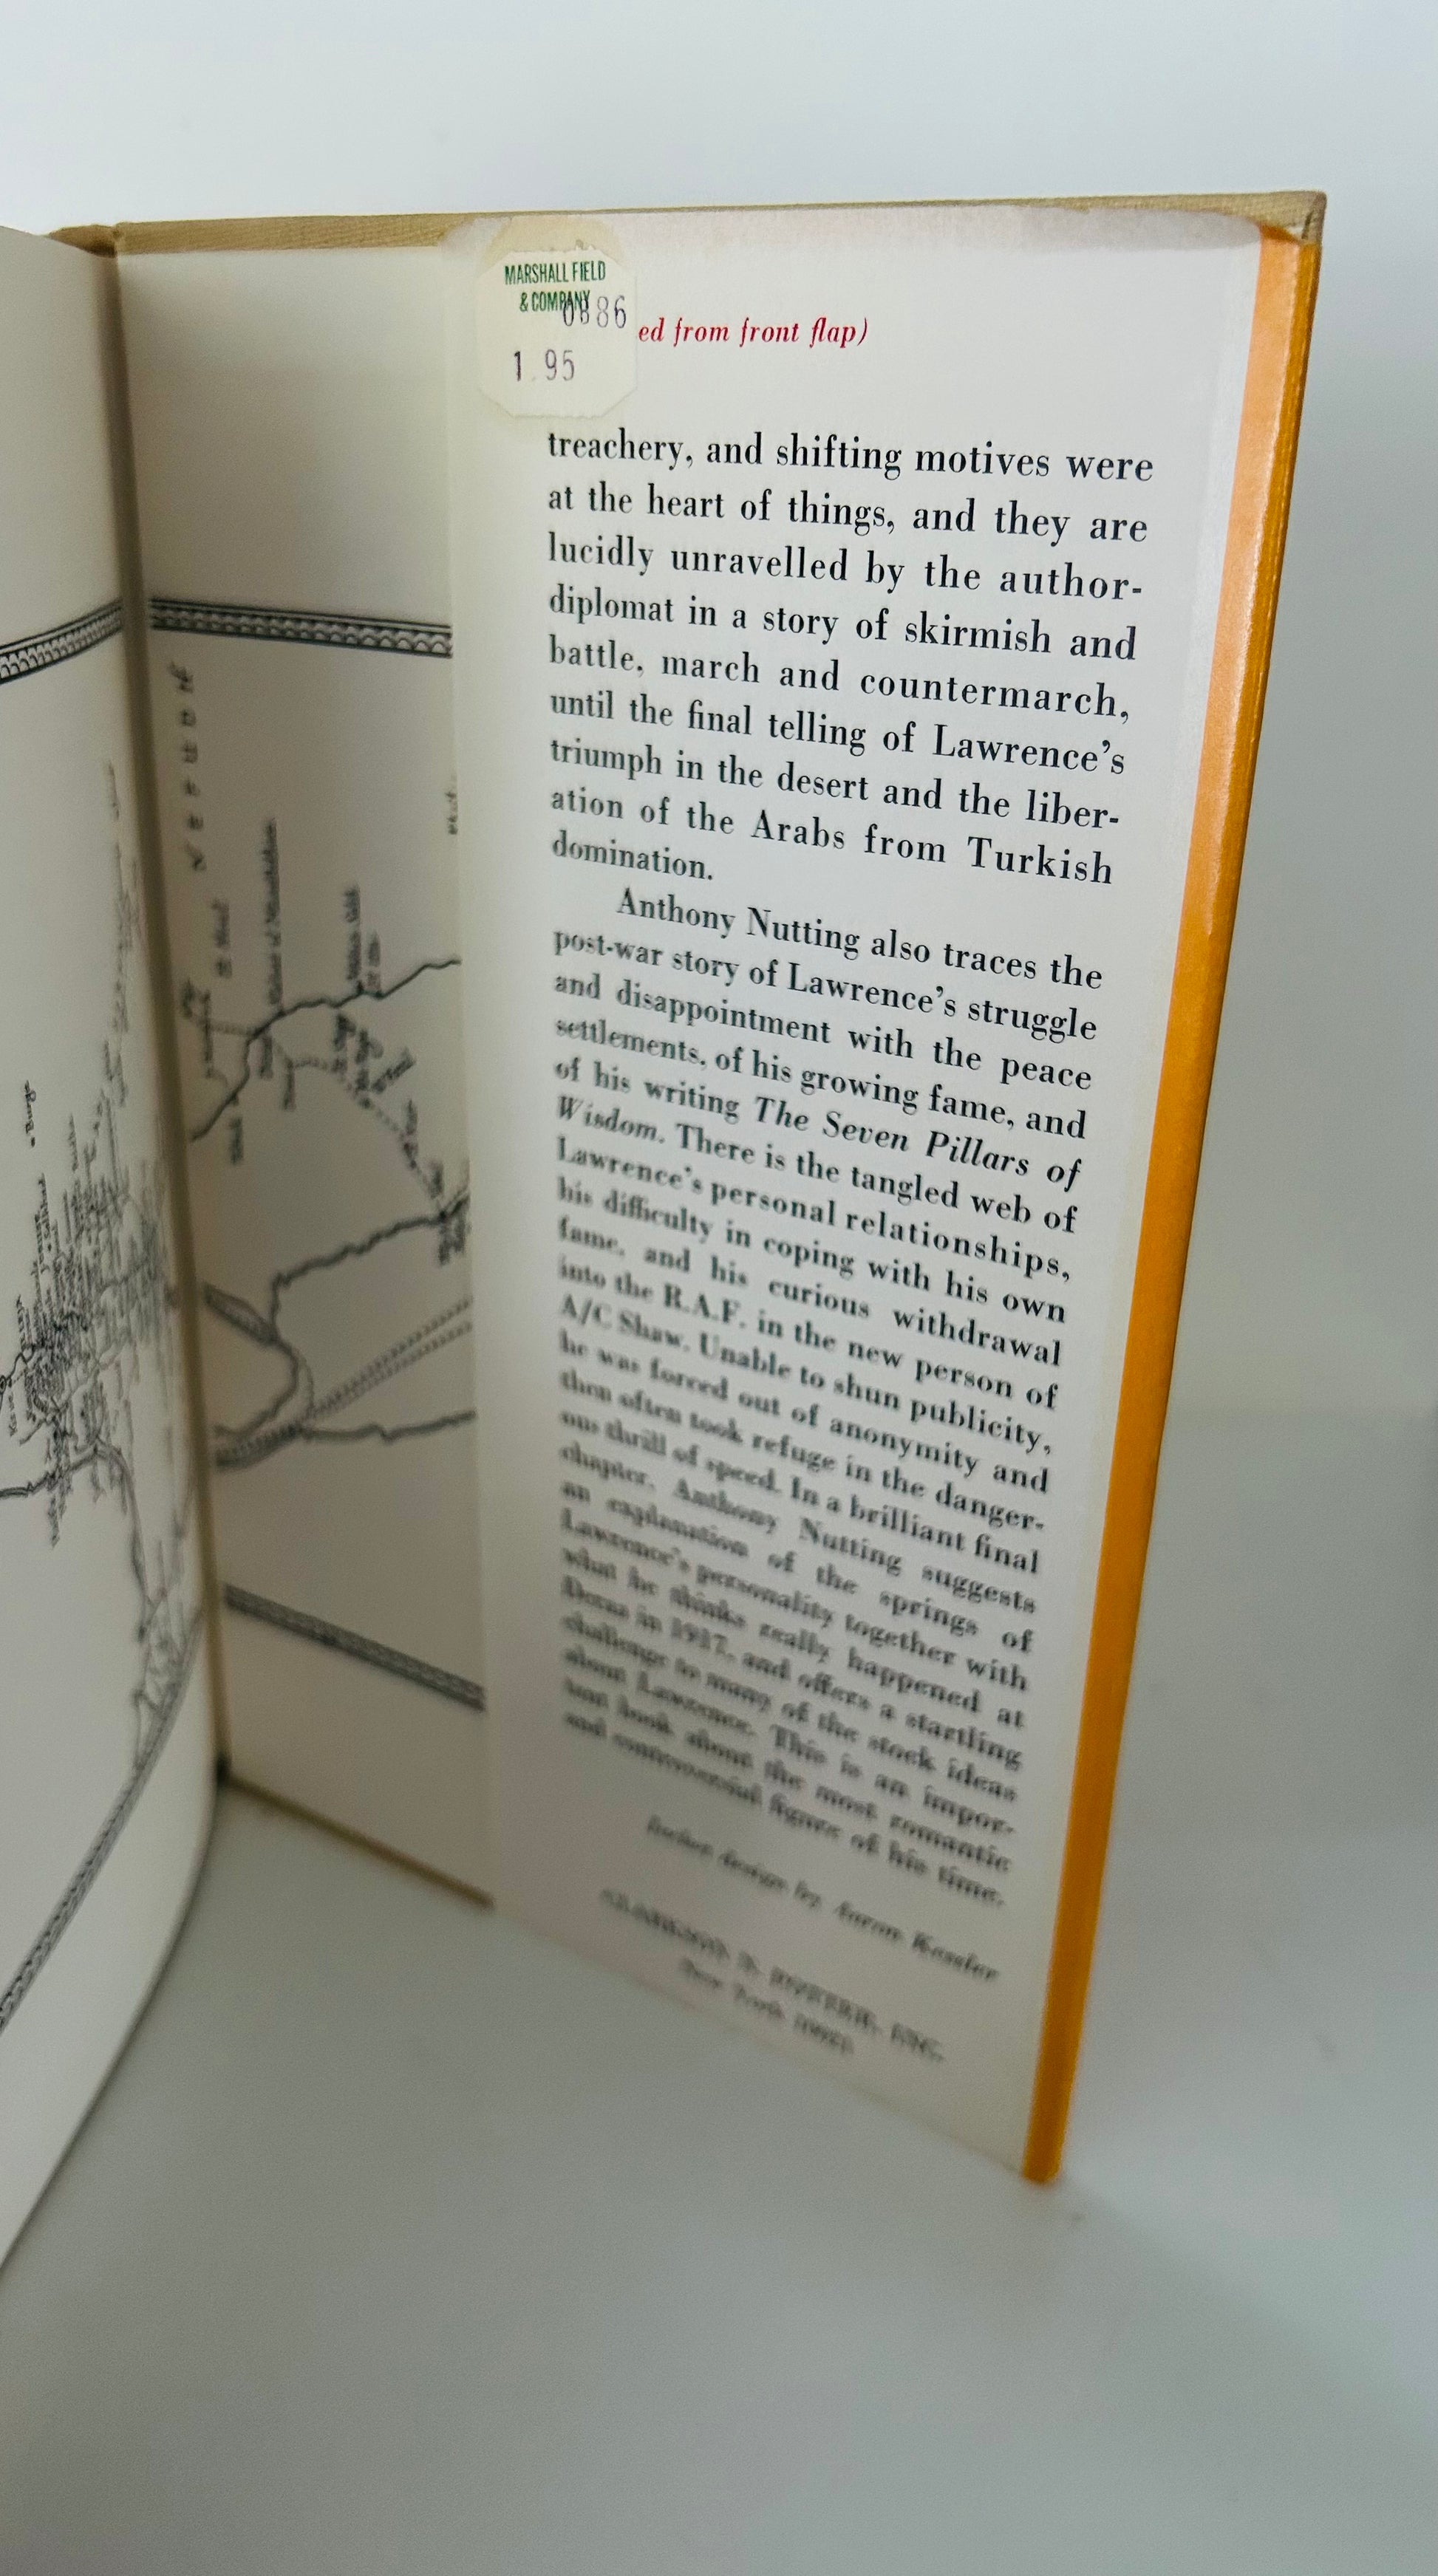 MARSHALL FIELD
& COMPANY
0886
1.95
ed from front flap)
treachery, and shifting motives were
at the heart of things, and they are
lucidly unravelled by the author-
diplomat in a story of skirmish and
battle, march and countermarch,
until the final telling of Lawrence's
triumph in the desert and the liber-
ation of the Arabs from Turkish
domination.
Anthony Nutting also traces the
post-war story of Lawrence's struggle
and disappointment with the peace
settlements, of his growing fame, and
of his writing The Seven Pillars of
Wisdom. There is the tangled web of
Lawrence's personal relationships,
his difficulty in coping with his own
fame, and his curious withdrawal
into the R.A.F. in the new person of
A/C Shaw. Unable to shun publicity,
he was forced out of anonymity and
then often took refuge in the danger-
ous thrill of speed. In a brilliant final
chapter, Anthony Nutting suggests
an explanation of the springs of
Lawrence's personality together with
what he thinks really happened at
Deraa in 1917, and offers a startling
challenge to many of the stock ideas
about Lawrence. This is an impor-
tant book about the most romantic
and controversial figure of his time.
Jacket design by Aaron Kessler
POTTER, INC.
New York